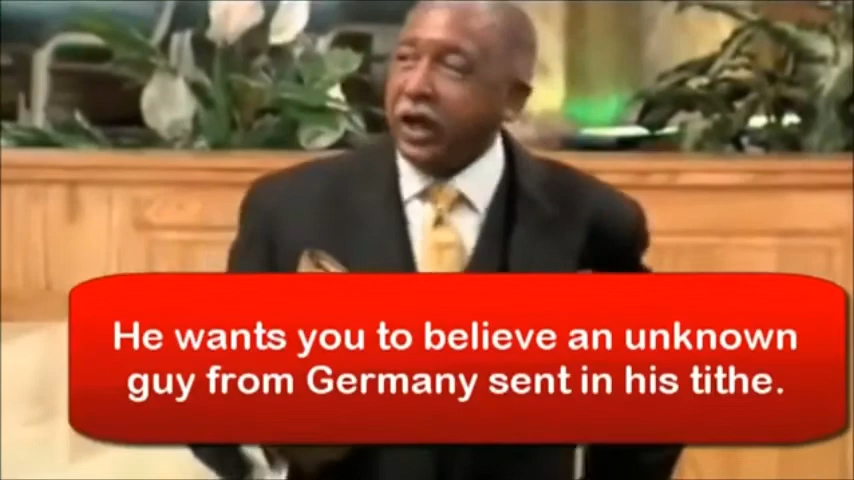 He wants you to believe an unknown
guy from Germany sent in his tithe.